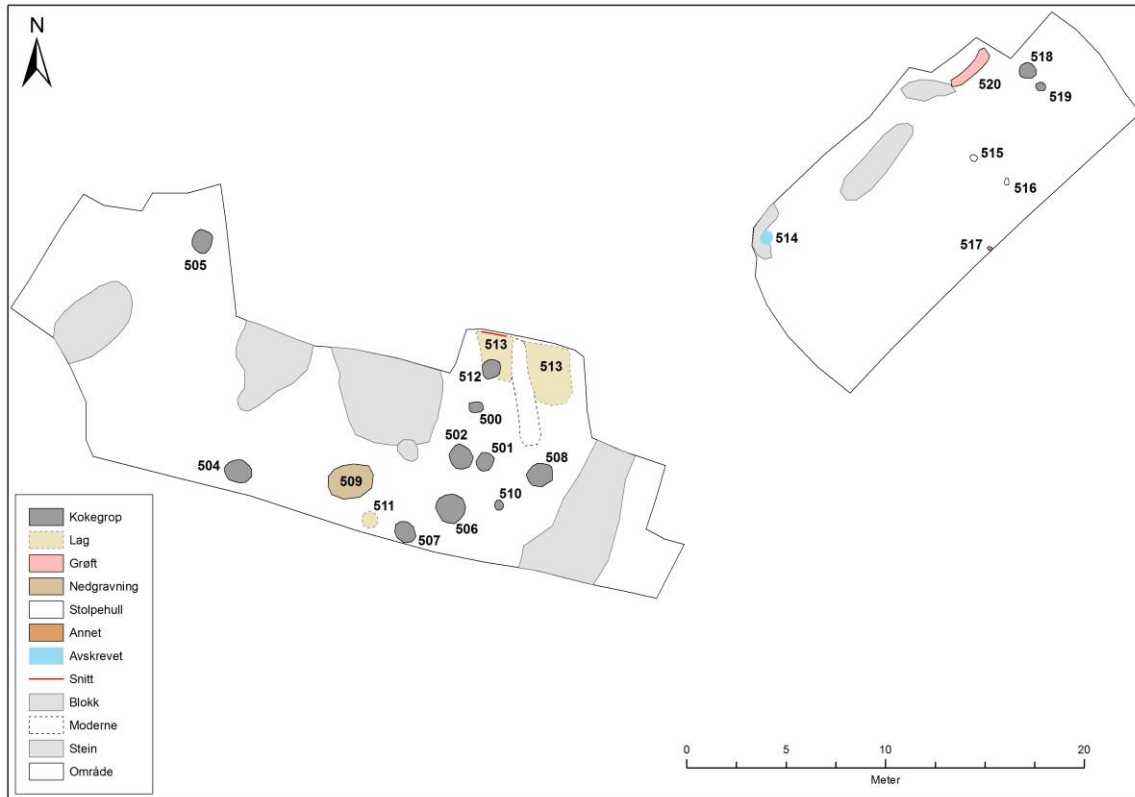 N
518
520
519
515
516
514
517
505
513
513
512
500
502
501
504
508
509
510
511
506
507
Kokegrop
Lag
Grøft
Nedgravning
Stolpehull
Annet
Avskrevet
Snitt
Blokk
Moderne
Stein
Område
0 5 10 20
Meter